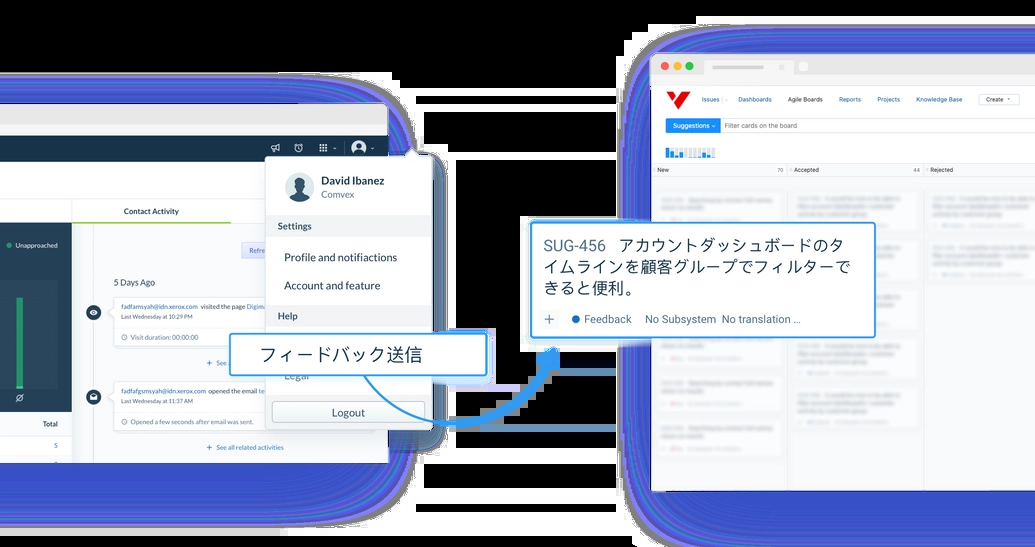 David Ibanez
Comvex
Contact Activity
Settings
Unapproached
Refre
Profile and notifiactions
5 Days Ago
Account and feature
fadfamsyah@idn.xerox.com visited the page Digima
Last Wednesday at 10:29 PM
Help
Visit duration: 00:00:00
フィードバック送信
+ See
Legal
fadfafgsmsyah@idn.xerox.com opened the email te
Last Wednesday at 11:37 AM
Logout
Total
Opened a few seconds after email was sent.
5
+ See all related activities
Issues Dashboards Agile Boards Reports Projects Knowledge Base Create
Suggestions Filter cards on the board
New 70 Accepted 44 Rejected
SUG-456 アカウントダッシュボードのタ
イムラインを顧客グループでフィルターで
きると便利。
+ Feedback No Subsystem No translation ...